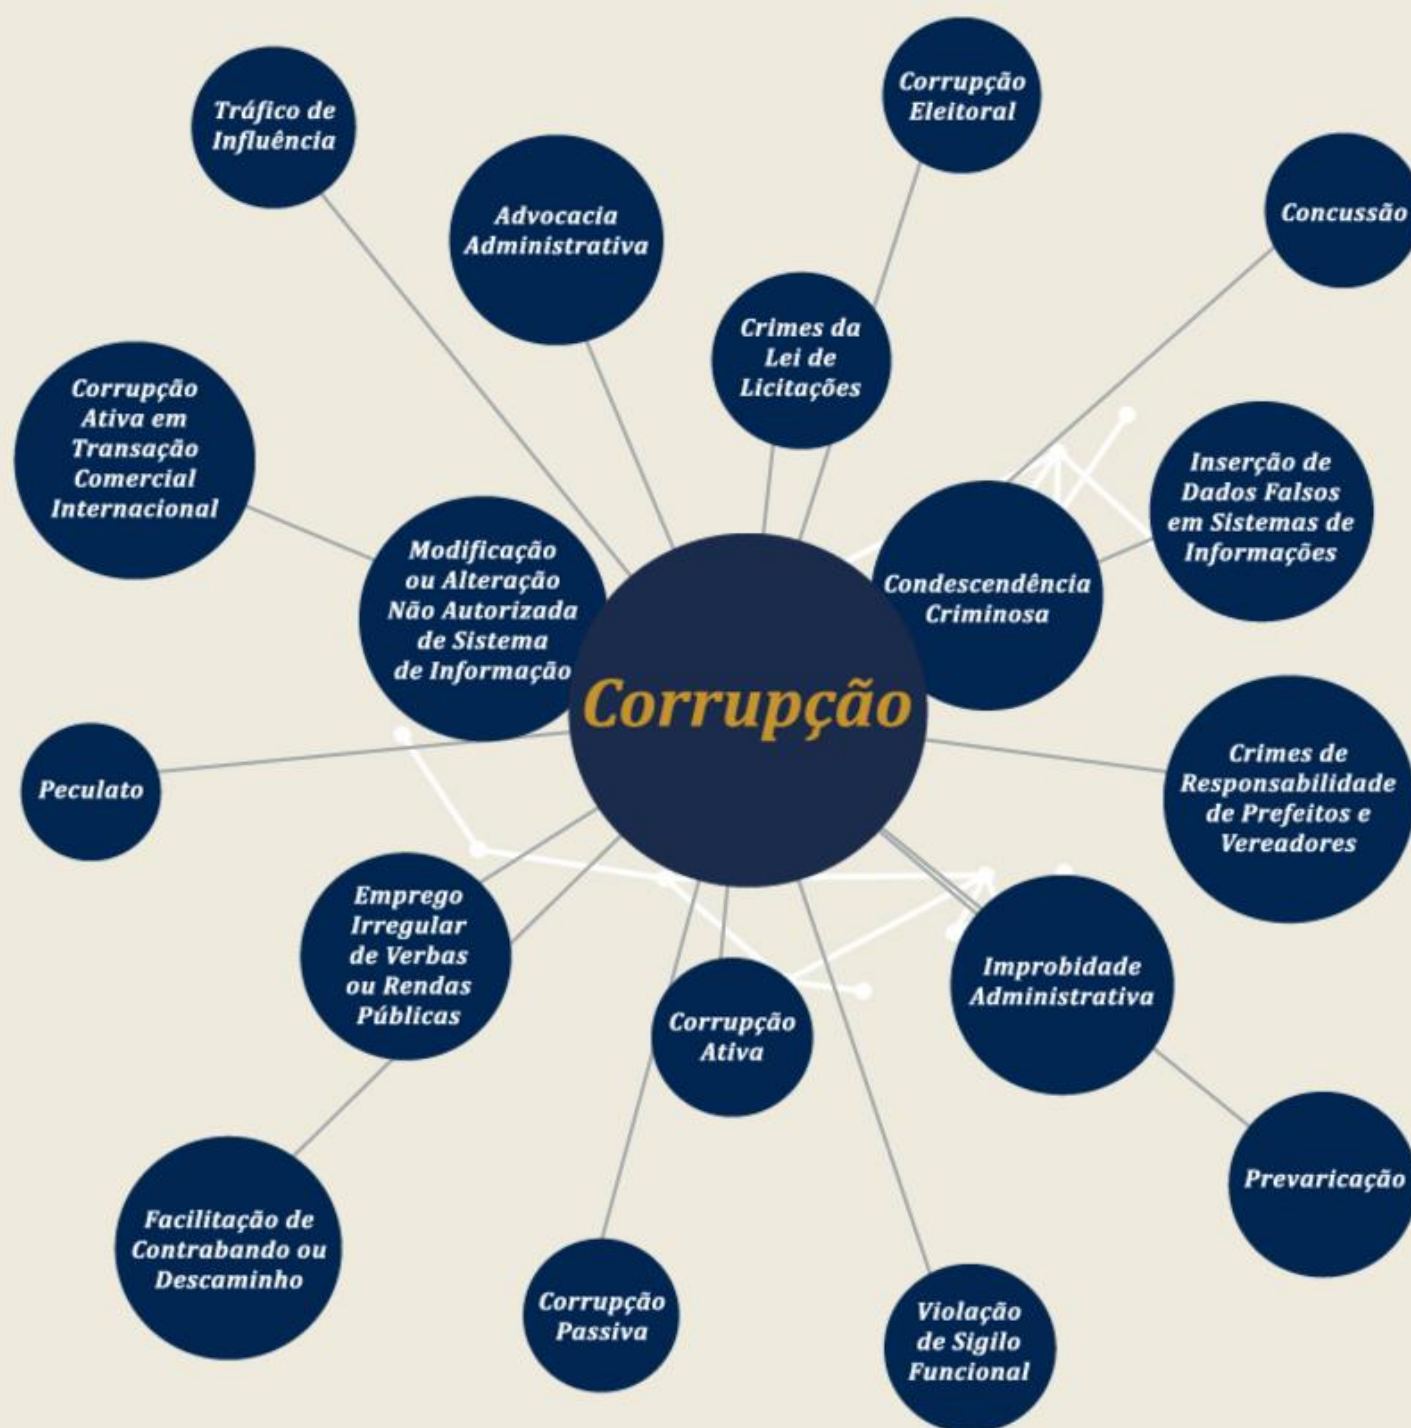 Corrupção
Eleitoral
Tráfico de
Influência
Concussão
Advocacia
Administrativa
Crimes da
Lei de
Licitações
Corrupção
Ativa em
Transação
Comercial
Internacional
Inserção de
Dados Falsos
em Sistemas de
Informações
Modificação
ou Alteração
Não Autorizada
de Sistema
de Informação
Condescendência
Criminosa
Corrupção
Peculato
Crimes de
Responsabilidade
de Prefeitos e
Vereadores
Emprego
Irregular
de Verbas
ou Rendas
Públicas
Improbidade
Administrativa
Corrupção
Ativa
Prevaricação
Facilitação de
Contrabando ou
Descaminho
Corrupção
Passiva
Violação
de Sigilo
Funcional